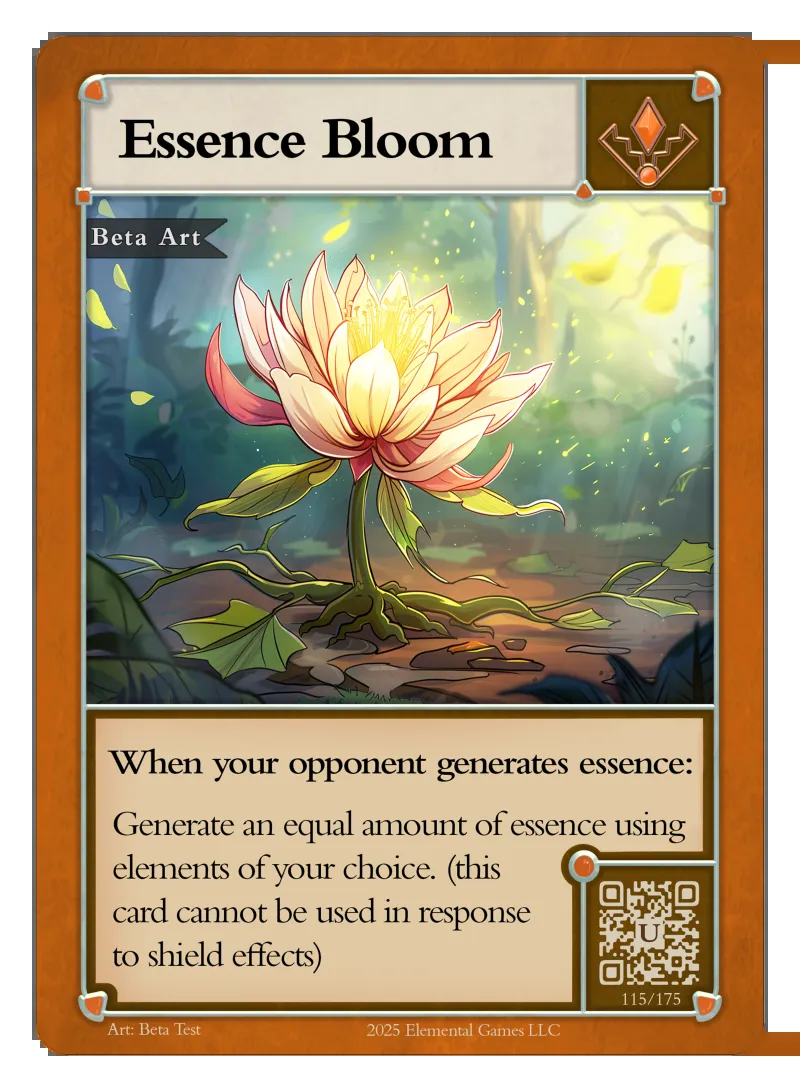 Essence Bloom
Beta Art
When your opponent generates essence:
Generate an equal amount of essence using
elements of your choice. (this
card cannot be used in response
to shield effects)
U
115/175
Art: Beta Test
2025 Elemental Games LLC